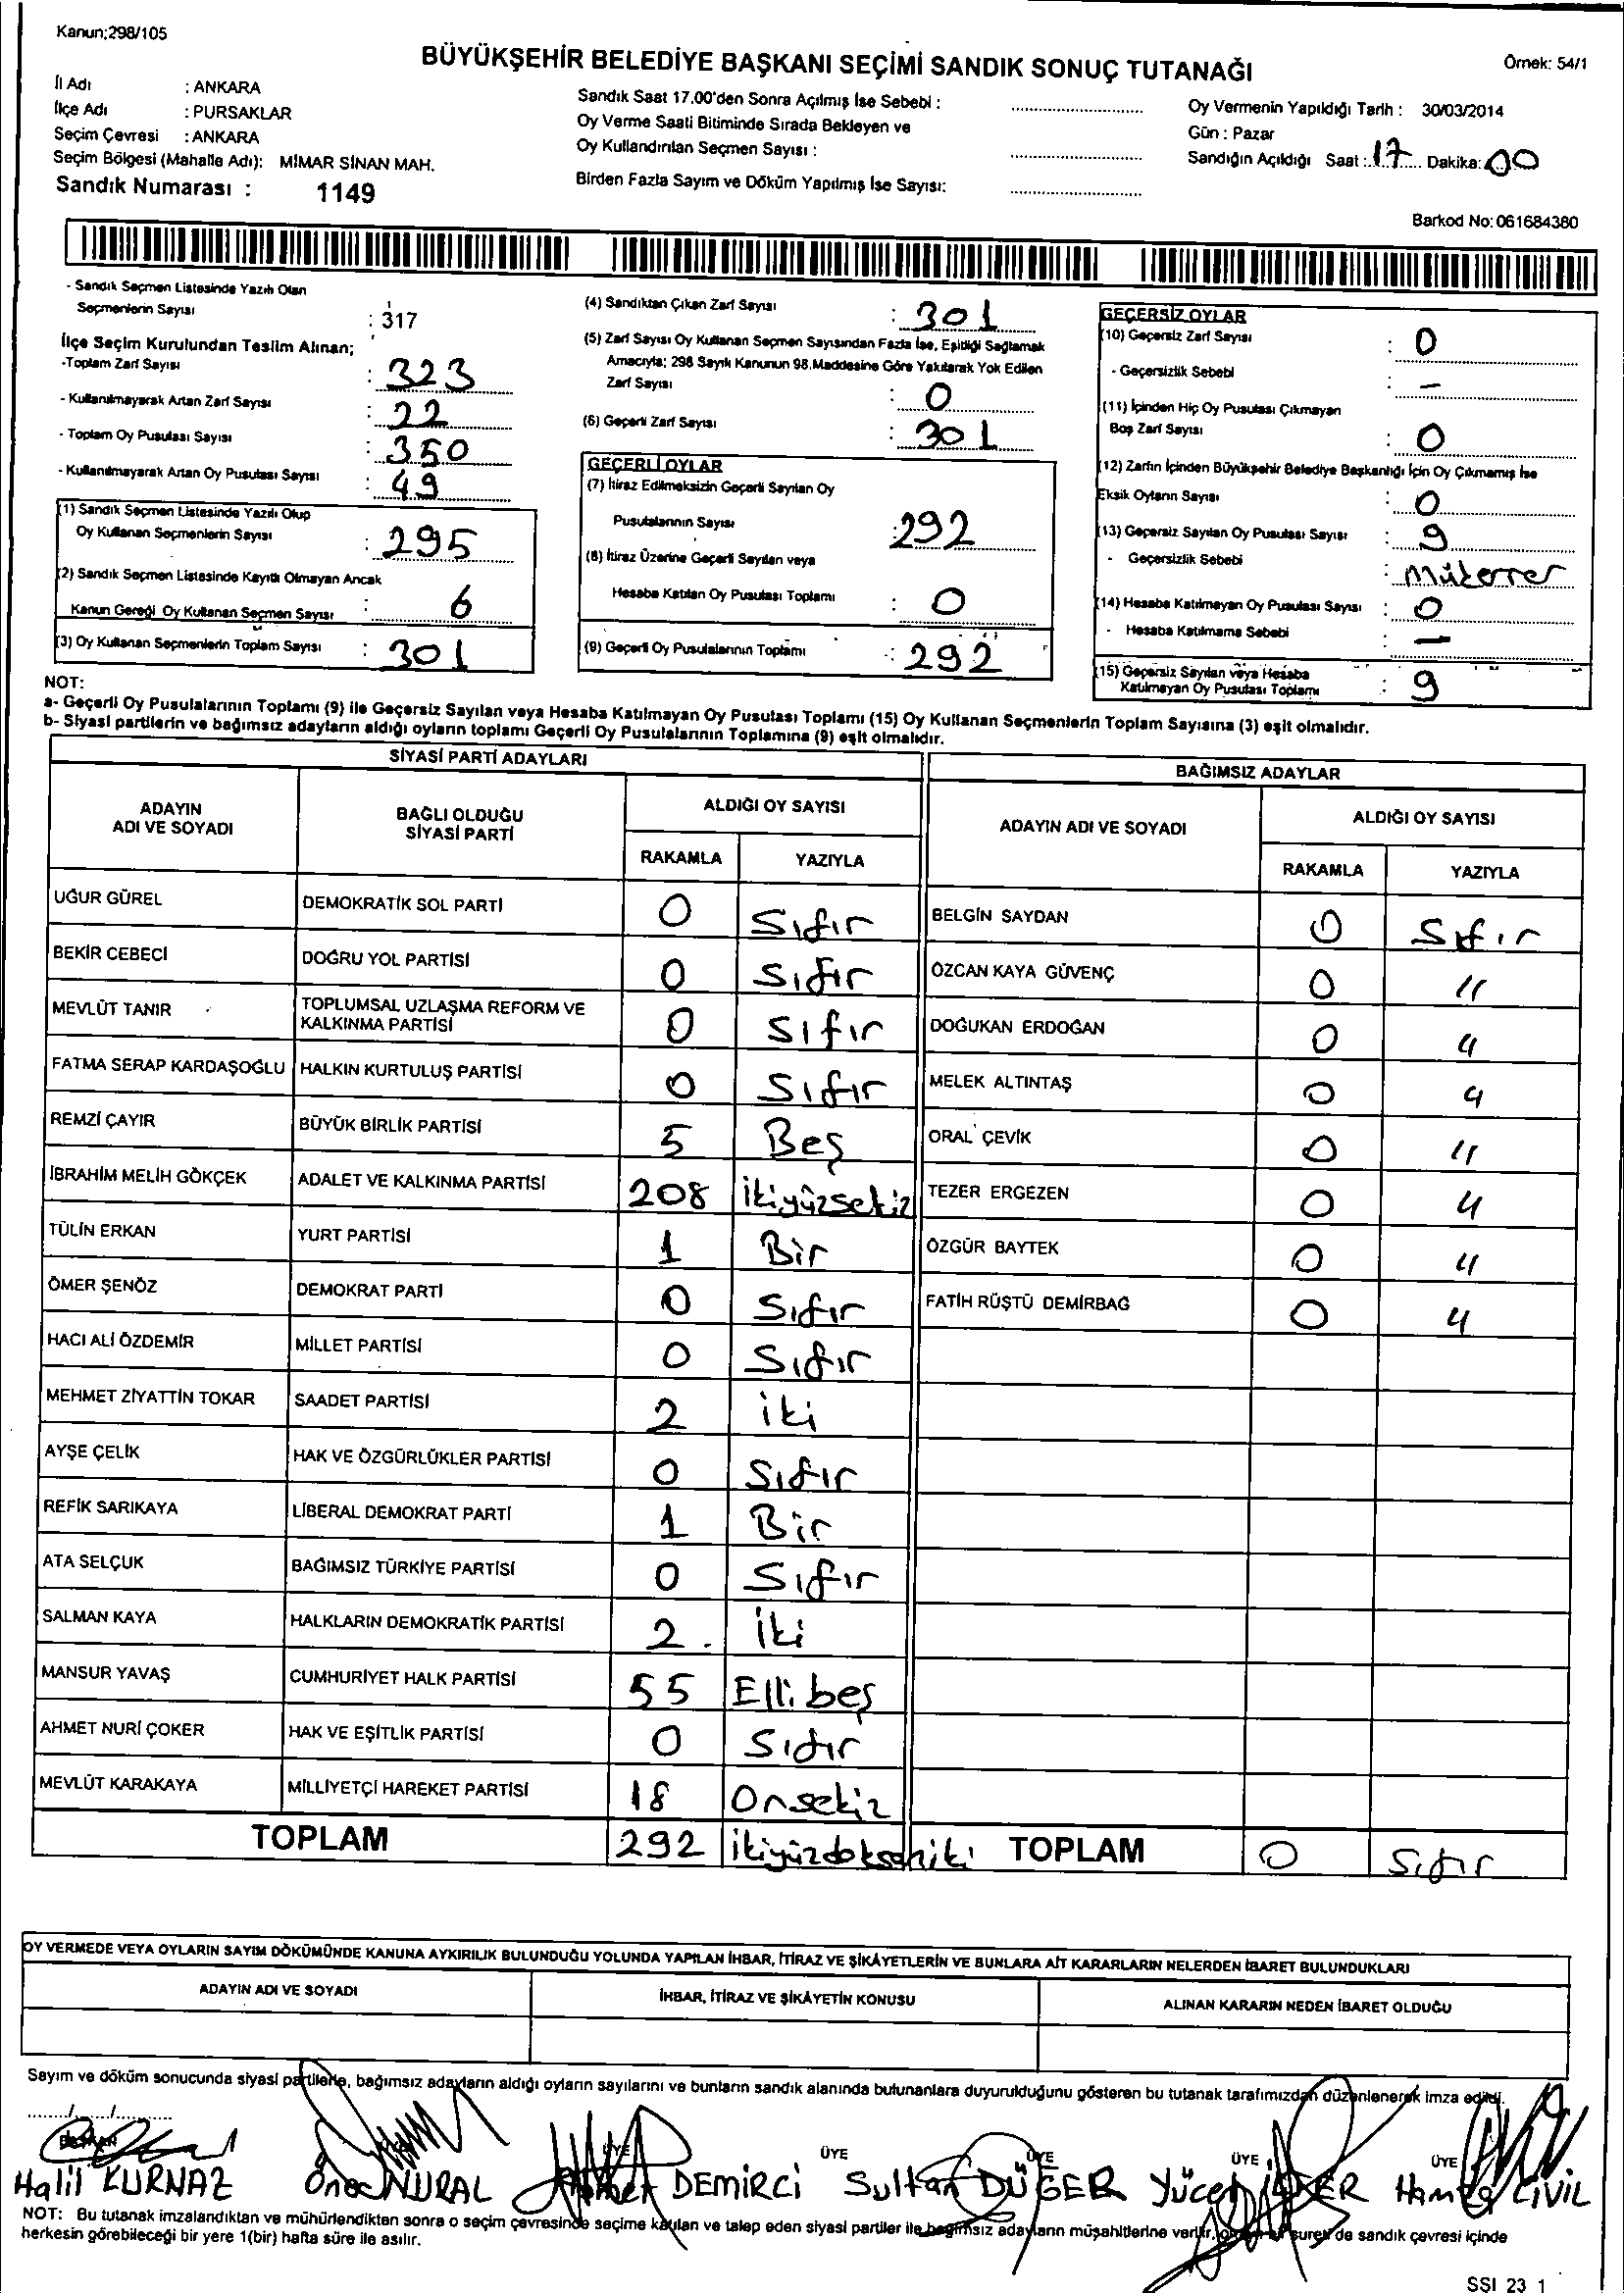 Kanun;298/105
BÜYÜKŞEHİR BELEDİYE BAŞKANI SEÇİMİ SANDIK SONUÇ TUTANAĞI
Örnek: 54/1
İl Adı : ANKARA
İlçe Adı : PURSAKLAR
Seçim Çevresi : ANKARA
Seçim Bölgesi (Mahalle Adı): MİMAR SİNAN MAH.
Sandık Numarası : 1149
Sandık Saat 17.00'den Sonra Açılmış İse Sebebi :
Oy Verme Saati Bitiminde Sırada Bekleyen ve
Oy Kullandırılan Seçmen Sayısı :
Birden Fazla Sayım ve Döküm Yapılmış İse Sayısı:
Oy Vermenin Yapıldığı Tarih : 30/03/2014
Gün : Pazar
Sandığın Açıldığı Saat : 17 Dakika: 00
Barkod No: 061684380
- Sandık Seçmen Listesinde Yazılı Olan
Seçmenlerin Sayısı : 317
İlçe Seçim Kurulundan Teslim Alınan;
-Toplam Zarf Sayısı : 323
- Kullanılmayarak Artan Zarf Sayısı : 22
- Toplam Oy Pusulası Sayısı : 350
- Kullanılmayarak Artan Oy Pusulası Sayısı : 49
(1) Sandık Seçmen Listesinde Yazılı Olup
Oy Kullanan Seçmenlerin Sayısı : 295
(2) Sandık Seçmen Listesinde Kayıtlı Olmayan Ancak
Kanun Gereği Oy Kullanan Seçmen Sayısı : 6
(3) Oy Kullanan Seçmenlerin Toplam Sayısı : 301
(4) Sandıktan Çıkan Zarf Sayısı : 301
(5) Zarf Sayısı Oy Kullanan Seçmen Sayısından Fazla İse, Eşitliği Sağlamak
Amacıyla; 298 Sayılı Kanunun 98.Maddesine Göre Yakılarak Yok Edilen
Zarf Sayısı : 0
(6) Geçerli Zarf Sayısı : 301
GEÇERLİ OYLAR
(7) İtiraz Edilmeksizin Geçerli Sayılan Oy
Pusulalarının Sayısı : 292
(8) İtiraz Üzerine Geçerli Sayılan veya
Hesaba Katılan Oy Pusulası Toplamı : 0
(9) Geçerli Oy Pusulalarının Toplamı : 292
GEÇERSİZ OYLAR
(10) Geçersiz Zarf Sayısı : 0
- Geçersizlik Sebebi : -
(11) İçinden Hiç Oy Pusulası Çıkmayan
Boş Zarf Sayısı : 0
(12) Zarfın İçinden Büyükşehir Belediye Başkanlığı İçin Oy Çıkmamış İse
Eksik Oyların Sayısı : 0
(13) Geçersiz Sayılan Oy Pusulası Sayısı : 9
- Geçersizlik Sebebi : Mükerrer
(14) Hesaba Katılmayan Oy Pusulası Sayısı : 0
- Hesaba Katılmama Sebebi : -
(15) Geçersiz Sayılan veya Hesaba
Katılmayan Oy Pusulası Toplamı : 9
NOT:
a- Geçerli Oy Pusulalarının Toplamı (9) ile Geçersiz Sayılan veya Hesaba Katılmayan Oy Pusulası Toplamı (15) Oy Kullanan Seçmenlerin Toplam Sayısına (3) eşit olmalıdır.
b- Siyasi partilerin ve bağımsız adayların aldığı oyların toplamı Geçerli Oy Pusulalarının Toplamına (9) eşit olmalıdır.
SİYASİ PARTİ ADAYLARI BAĞIMSIZ ADAYLAR
ADAYIN ADI VE SOYADI BAĞLI OLDUĞU SİYASİ PARTİ ALDIĞI OY SAYISI ADAYIN ADI VE SOYADI ALDIĞI OY SAYISI
RAKAMLA YAZIYLA RAKAMLA YAZIYLA
UĞUR GÜREL DEMOKRATİK SOL PARTİ 0 Sıfır BELGİN SAYDAN 0 Sıfır
BEKİR CEBECİ DOĞRU YOL PARTİSİ 0 Sıfır ÖZCAN KAYA GÜVENÇ 0 "
MEVLÜT TANIR TOPLUMSAL UZLAŞMA REFORM VE KALKINMA PARTİSİ 0 Sıfır DOĞUKAN ERDOĞAN 0 "
FATMA SERAP KARDAŞOĞLU HALKIN KURTULUŞ PARTİSİ 0 Sıfır MELEK ALTINTAŞ 0 "
REMZİ ÇAYIR BÜYÜK BİRLİK PARTİSİ 5 Beş ORAL ÇEVİK 0 "
İBRAHİM MELİH GÖKÇEK ADALET VE KALKINMA PARTİSİ 208 ikiyüzsekiz TEZER ERGEZEN 0 "
TÜLİN ERKAN YURT PARTİSİ 1 Bir ÖZGÜR BAYTEK 0 "
ÖMER ŞENÖZ DEMOKRAT PARTİ 0 Sıfır FATİH RÜŞTÜ DEMİRBAĞ 0 "
HACI ALİ ÖZDEMİR MİLLET PARTİSİ 0 Sıfır
MEHMET ZİYATTİN TOKAR SAADET PARTİSİ 2 iki
AYŞE ÇELİK HAK VE ÖZGÜRLÜKLER PARTİSİ 0 Sıfır
REFİK SARIKAYA LİBERAL DEMOKRAT PARTİ 1 Bir
ATA SELÇUK BAĞIMSIZ TÜRKİYE PARTİSİ 0 Sıfır
SALMAN KAYA HALKLARIN DEMOKRATİK PARTİSİ 2 İki
MANSUR YAVAŞ CUMHURİYET HALK PARTİSİ 55 Ellibeş
AHMET NURİ ÇOKER HAK VE EŞİTLİK PARTİSİ 0 Sıfır
MEVLÜT KARAKAYA MİLLİYETÇİ HAREKET PARTİSİ 18 Onsekiz
TOPLAM 292 ikiyüzdoksaniki TOPLAM 0 Sıfır
OY VERMEDE VEYA OYLARIN SAYIM DÖKÜMÜNDE KANUNA AYKIRILIK BULUNDUĞU YOLUNDA YAPILAN İHBAR, İTİRAZ VE ŞİKÂYETLERİN VE BUNLARA AİT KARARLARIN NELERDEN İBARET BULUNDUKLARI
ADAYIN ADI VE SOYADI İHBAR, İTİRAZ VE ŞİKÂYETİN KONUSU ALINAN KARARIN NEDEN İBARET OLDUĞU
Sayım ve döküm sonucunda siyasi partilerle, bağımsız adayların aldığı oyların sayılarını ve bunların sandık alanında bulunanlara duyurulduğunu gösteren bu tutanak tarafımızdan düzenlenerek imza edildi.
BAŞKAN ÜYE ÜYE ÜYE ÜYE ÜYE
Halil KURNAZ NURAL DEMİRCİ Sultan DÜĞER Yücel Hamza CİVİL
NOT: Bu tutanak imzalandıktan ve mühürlendikten sonra o seçim çevresinde seçime katılan ve talep eden siyasi partiler ile bağımsız adayların müşahitlerine verilir, sureti de sandık çevresi içinde
herkesin görebileceği bir yere 1(bir) hafta süre ile asılır.
SSI 23 1